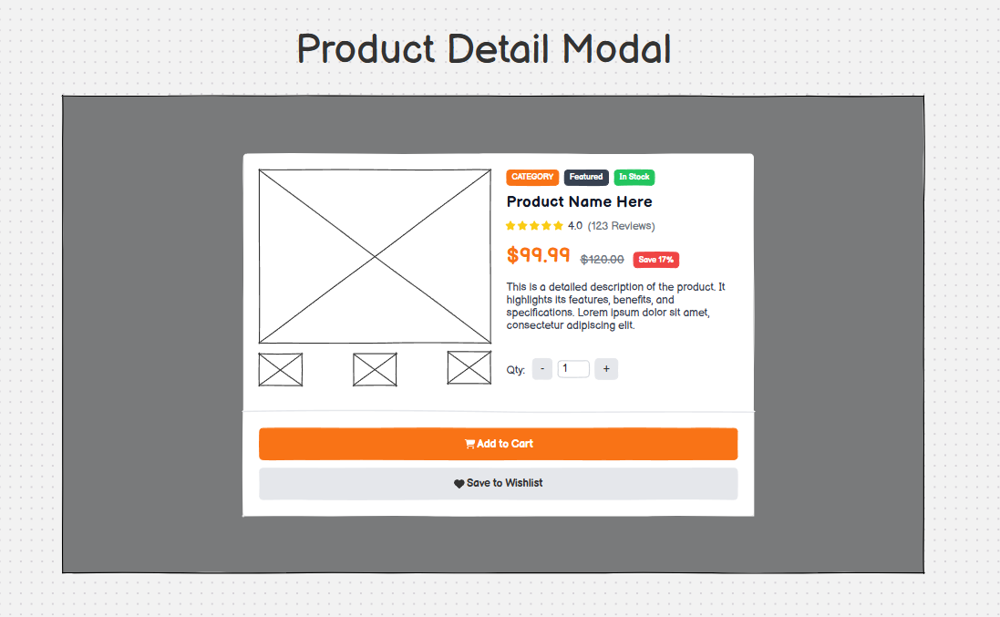 Product Detail Modal
CATEGORY Featured In Stock
Product Name Here
4.0 (123 Reviews)
$99.99 $120.00 Save 17%
This is a detailed description of the product. It
highlights its features, benefits, and
specifications. Lorem ipsum dolor sit amet,
consectetur adipiscing elit.
Qty: - 1 +
Add to Cart
Save to Wishlist